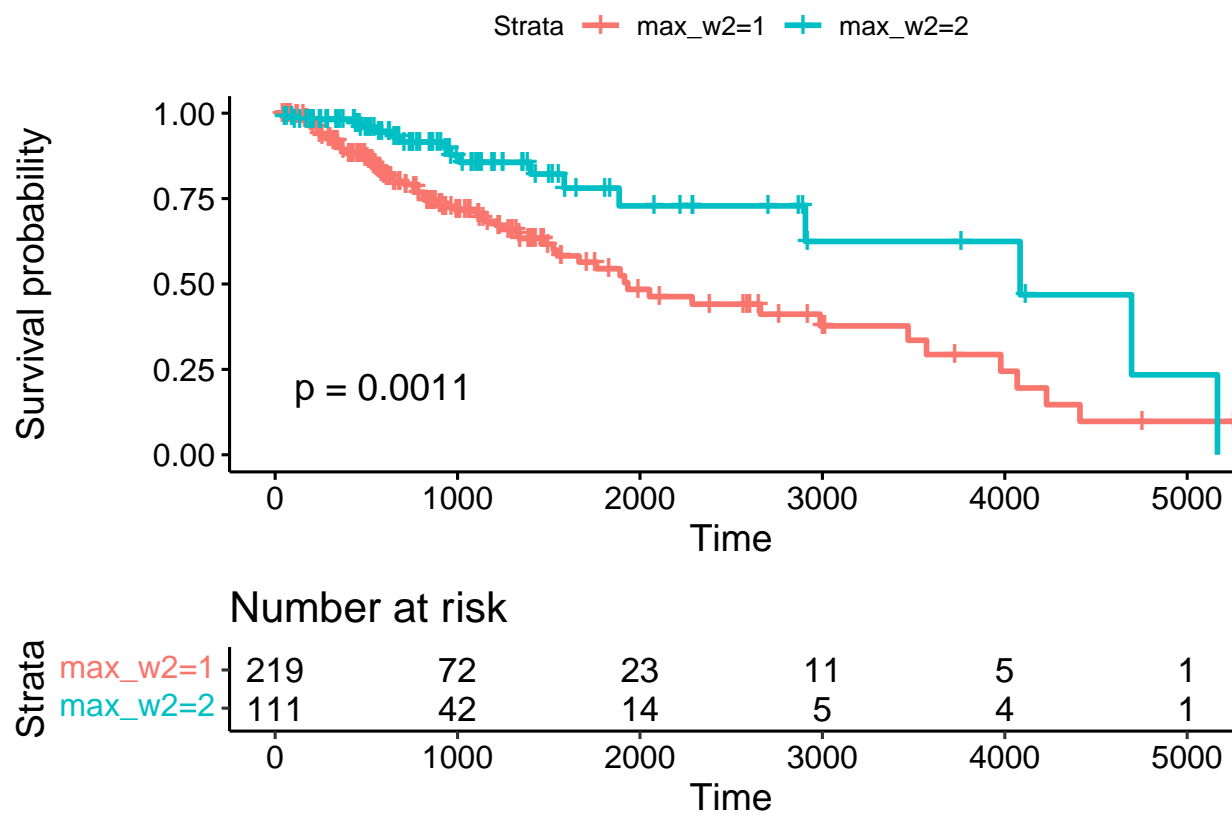 Strata max_w2=1 max_w2=2
Survival probability
1.00
0.75
0.50
0.25
0.00
p = 0.0011
0 1000 2000 3000 4000 5000
Time
Number at risk
Strata
max_w2=1 219 72 23 11 5 1
max_w2=2 111 42 14 5 4 1
0 1000 2000 3000 4000 5000
Time